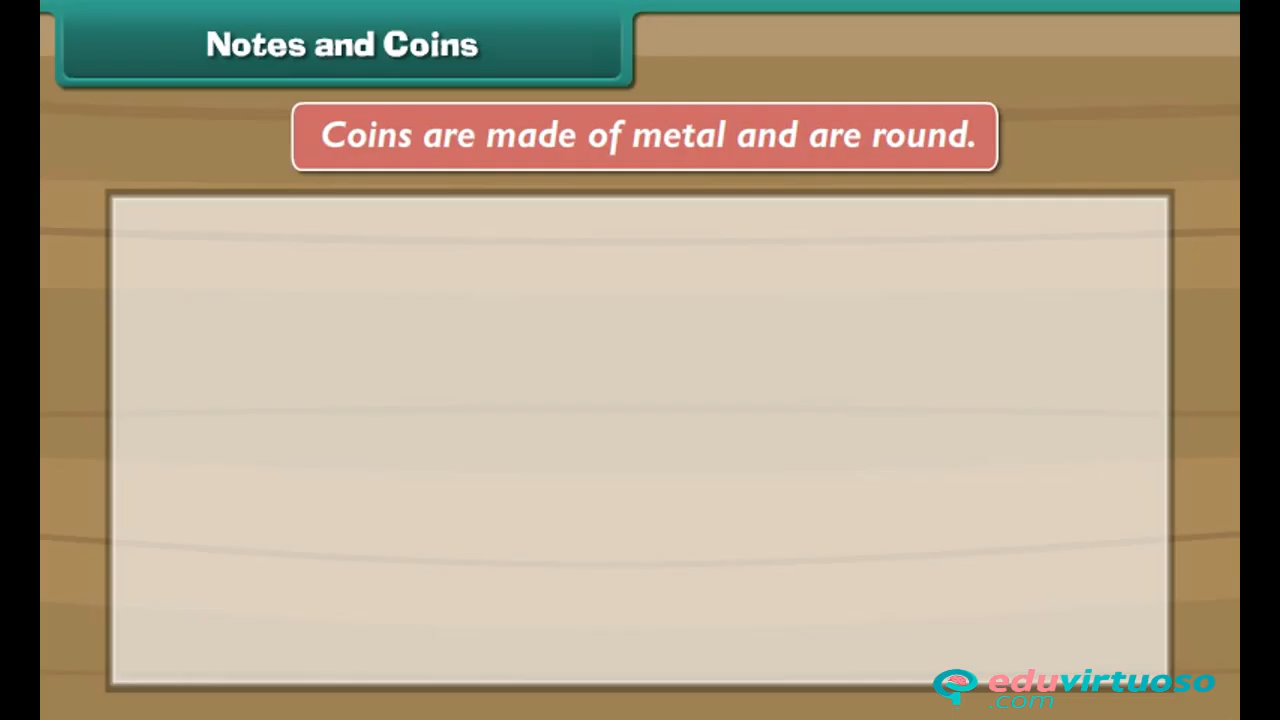 Notes and Coins
Coins are made of metal and are round.
eduvirtuoso
.com